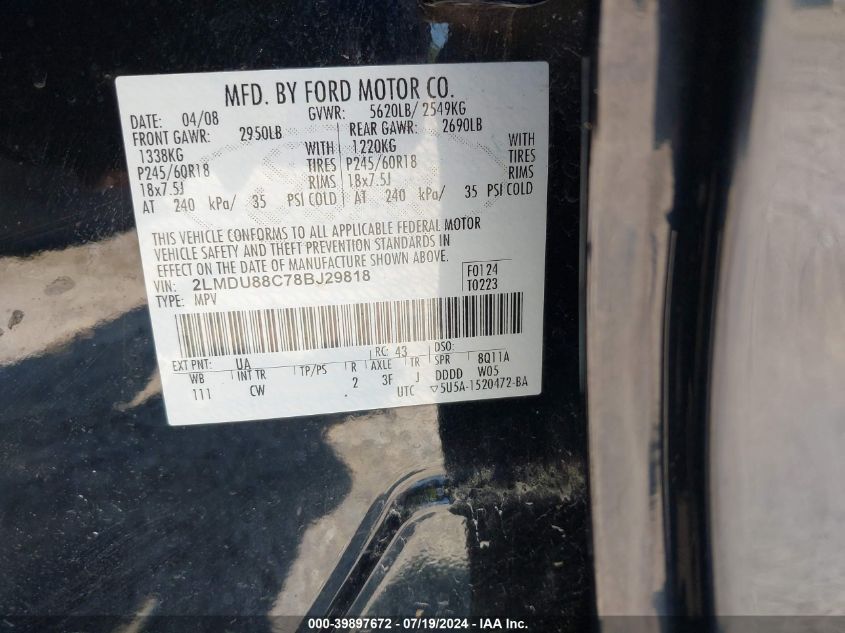 MFD. BY FORD MOTOR CO.
DATE: 04/08 GVWR: 5620LB/ 2549KG
FRONT GAWR: 2950LB REAR GAWR: 2690LB
1338KG WITH 1220KG WITH
P245/60R18 TIRES P245/60R18 TIRES
18x7.5J RIMS 18x7.5J RIMS
AT 240 kPa/ 35 PSI COLD AT 240 kPa/ 35 PSI COLD
THIS VEHICLE CONFORMS TO ALL APPLICABLE FEDERAL MOTOR
VEHICLE SAFETY AND THEFT PREVENTION STANDARDS IN
EFFECT ON THE DATE OF MANUFACTURE SHOWN ABOVE.
VIN: 2LMDU88C78BJ29818 F0124
TYPE: MPV T0223
EXT PNT: UA RC: 43 DSO:
WB INT TR TP/PS R AXLE TR SPR 8Q11A
111 CW 2 3F J DDDD W05
UTC ▽5U5A-1520472-BA
000-39897672 - 07/19/2024 - IAA Inc.